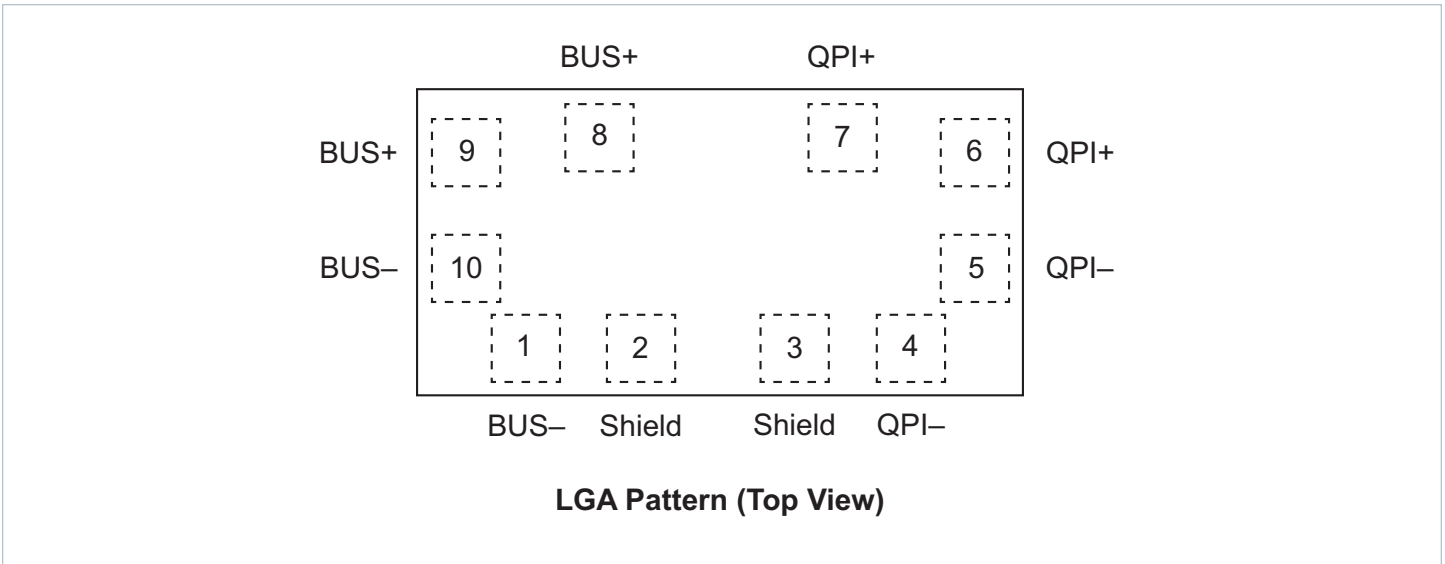 BUS+ QPI+
8 7
BUS+ 9 6 QPI+
BUS– 10 5 QPI–
1 2 3 4
BUS– Shield Shield QPI–
LGA Pattern (Top View)